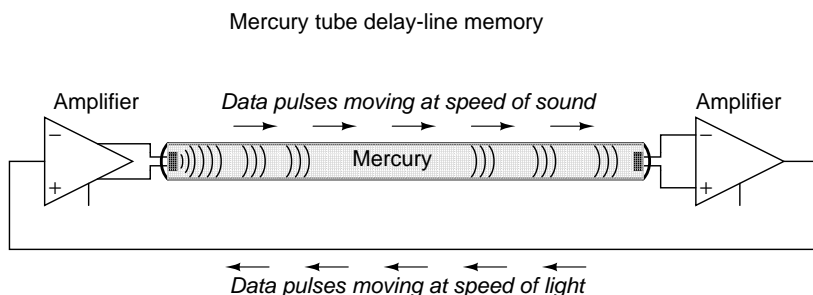 Mercury tube delay-line memory
Amplifier
Data pulses moving at speed of sound
Amplifier
Mercury
Data pulses moving at speed of light